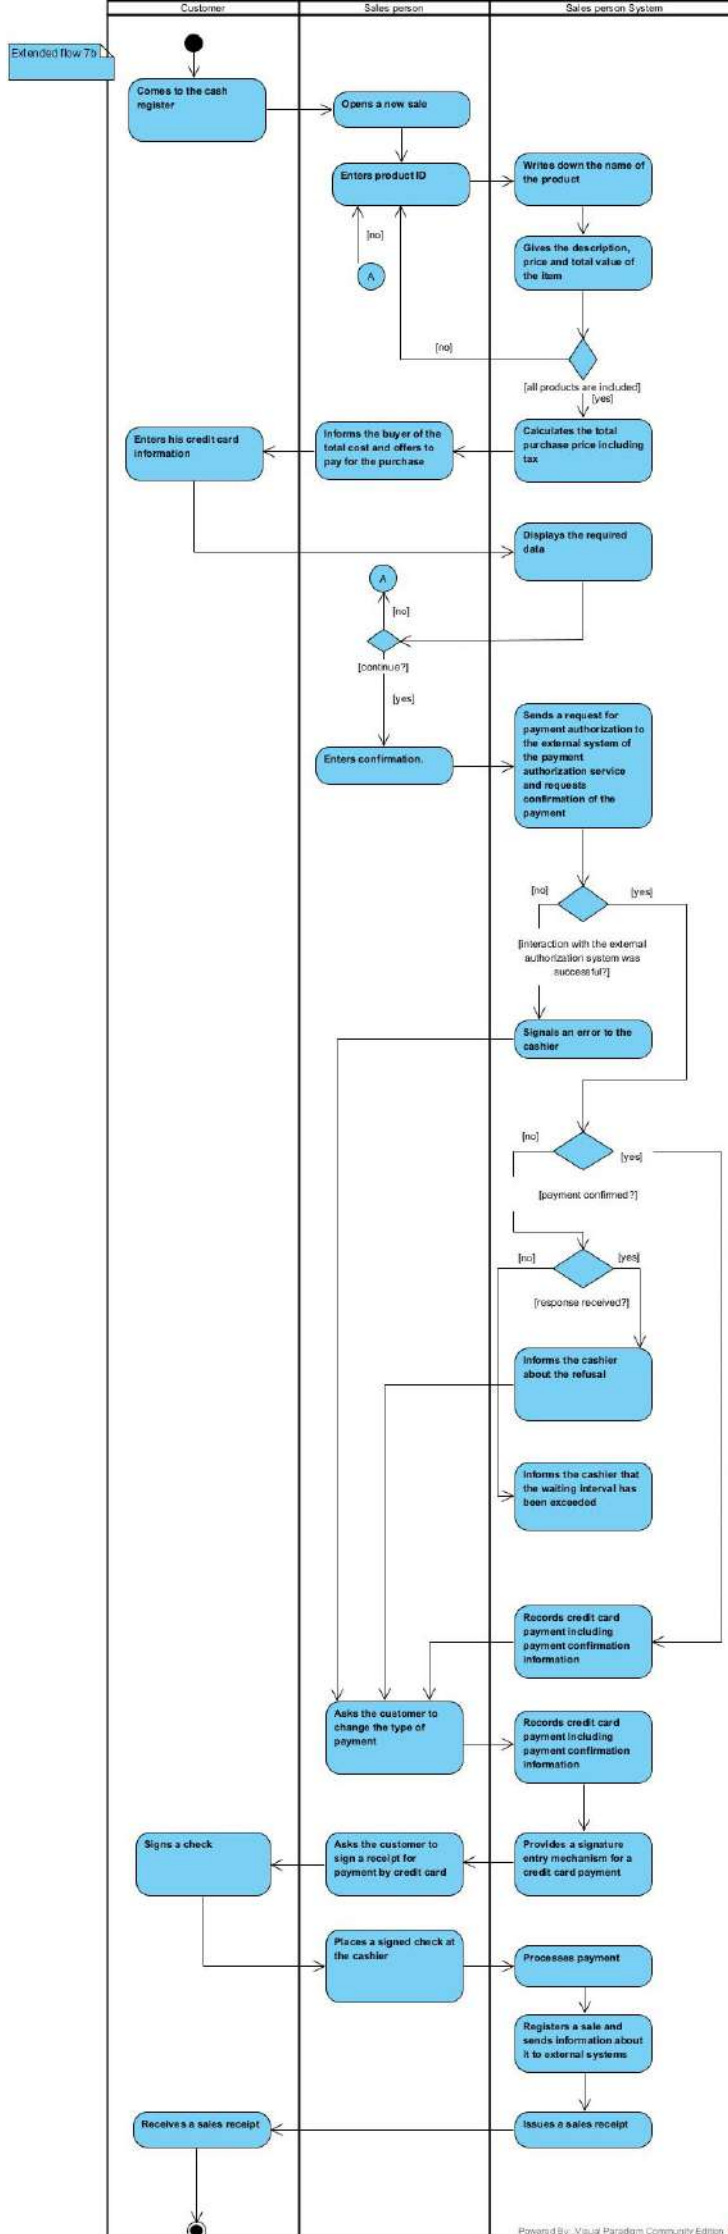 Customer
Sales person
Sales person System
Extended flow 7b
Comes to the cash
register
Opens a new sale
Enters product ID
Writes down the name of
the product
[no]
Gives the description,
price and total value of
the item
A
[no]
[all products are included]
[yes]
Enters his credit card
information
Informs the buyer of the
total cost and offers to
pay for the purchase
Calculates the total
purchase price including
tax
Displays the required
data
A
[no]
[continue?]
[yes]
Enters confirmation.
Sends a request for
payment authorization to
the external system of
the payment
authorization service
and requests
confirmation of the
payment
[no]
[yes]
[interaction with the external
authorization system was
successful?]
Signals an error to the
cashier
[no]
[yes]
[payment confirmed?]
[no]
[yes]
[response received?]
Informs the cashier
about the refusal
Informs the cashier that
the waiting interval has
been exceeded
Records credit card
payment including
payment confirmation
information
Asks the customer to
change the type of
payment
Records credit card
payment including
payment confirmation
information
Signs a check
Asks the customer to
sign a receipt for
payment by credit card
Provides a signature
entry mechanism for a
credit card payment
Places a signed check at
the cashier
Processes payment
Registers a sale and
sends information about
it to external systems
Receives a sales receipt
Issues a sales receipt
Powered By: Visual Paradigm Community Edition